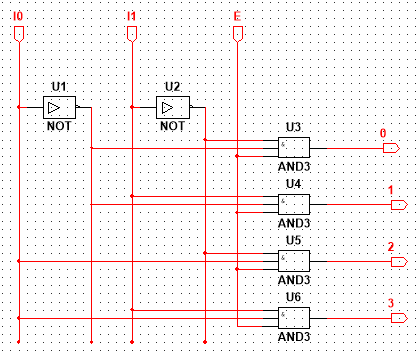 I0 I1 E
U1 U2
NOT NOT
U3 0
&
AND3
U4 1
&
AND3
U5 2
&
AND3
U6 3
&
AND3